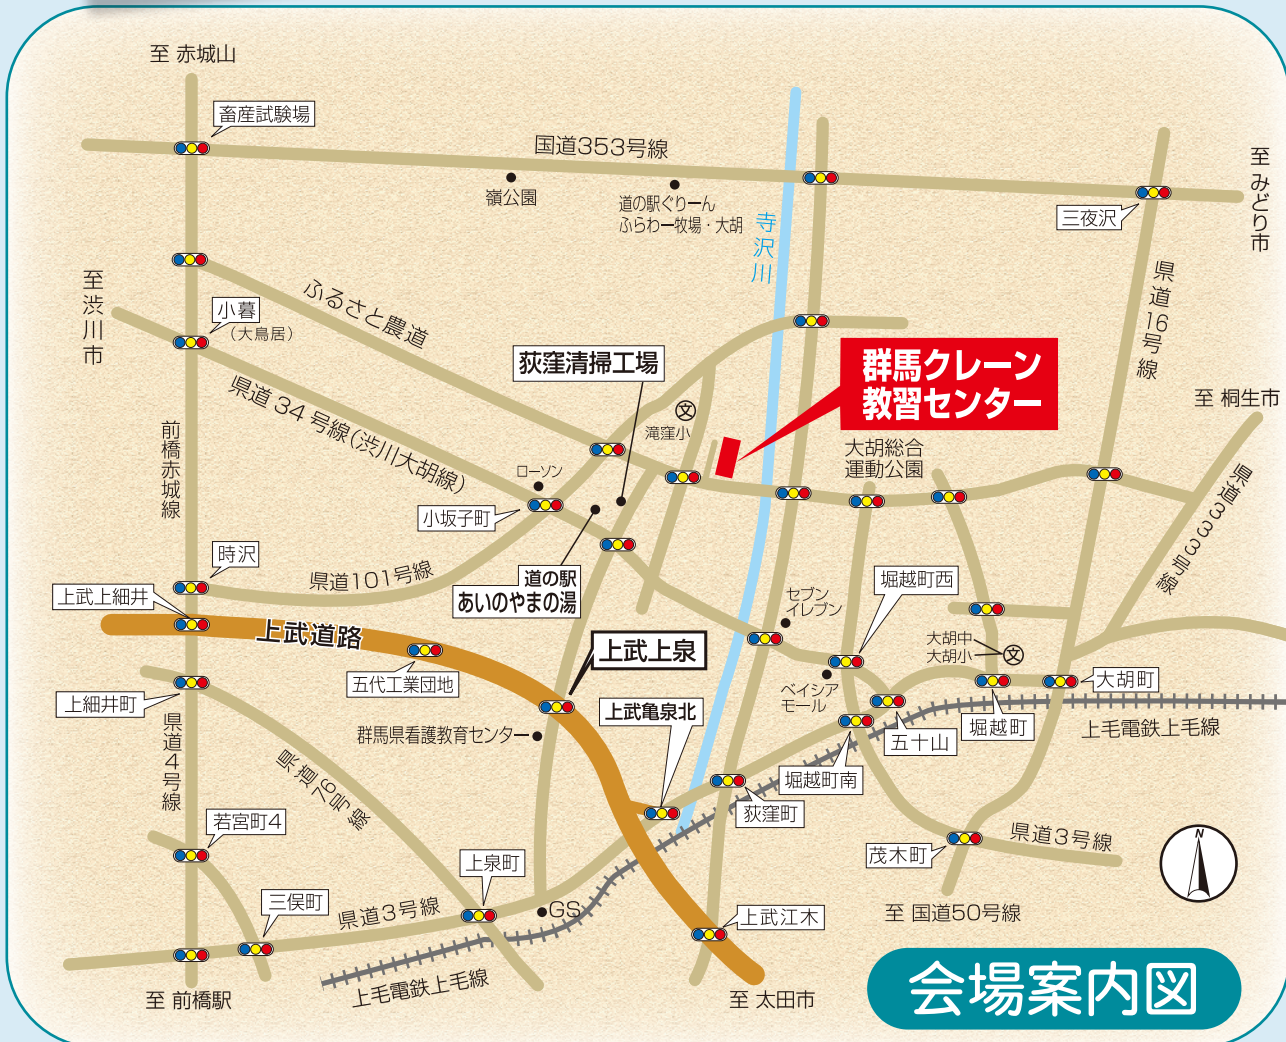 至 赤城山
畜産試験場
国道353号線
嶺公園
道の駅ぐりーん
ふらわー牧場・大胡
寺沢川
三夜沢
至 みどり市
至 渋川市
小暮
（大鳥居）
ふるさと農道
県道16号線
荻窪清掃工場
群馬クレーン
教習センター
県道 34 号線（渋川大胡線）
文
滝窪小
至 桐生市
前橋赤城線
ローソン
大胡総合
運動公園
県道333号線
小坂子町
時沢
県道101号線
道の駅
あいのやまの湯
セブン
イレブン
堀越町西
上武上細井
上武道路
上武上泉
大胡中
大胡小
文
五代工業団地
ベイシア
モール
大胡町
上細井町
上武亀泉北
群馬県看護教育センター
五十山
堀越町
上毛電鉄上毛線
県道4号線
県道76号線
堀越町南
荻窪町
若宮町4
県道3号線
茂木町
上泉町
N
三俣町
県道3号線
GS
上武江木
至 国道50号線
上毛電鉄上毛線
至 前橋駅
至 太田市
会場案内図